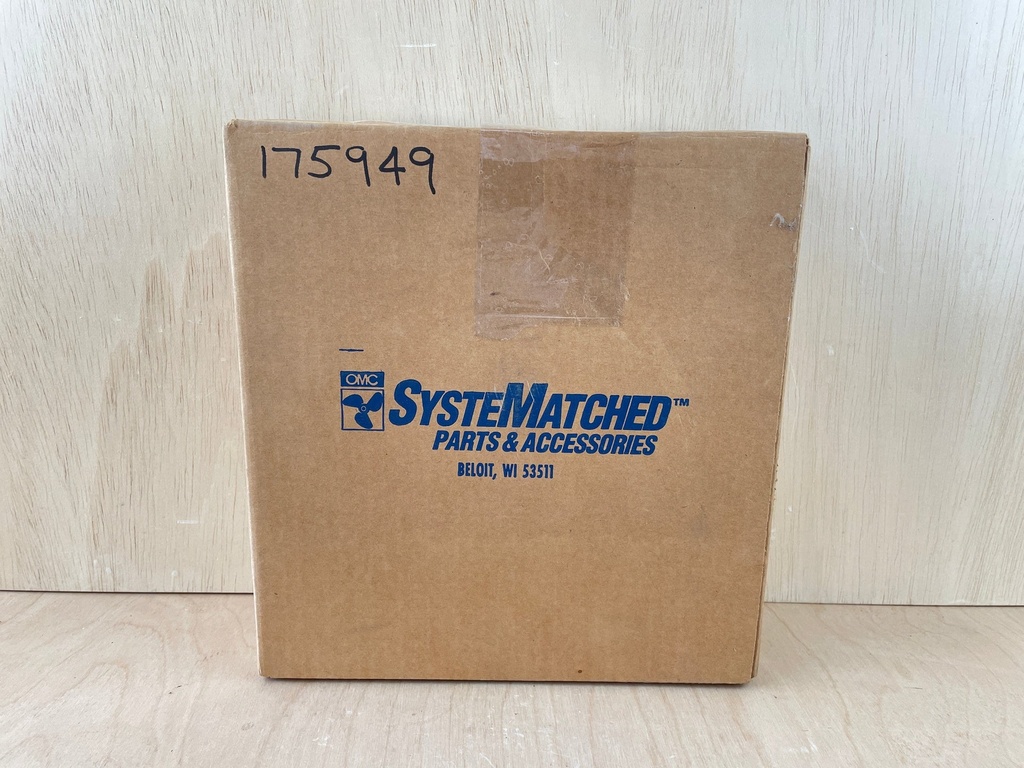 175949
OMC
SYSTEMATCHED™
PARTS & ACCESSORIES
BELOIT, WI 53511